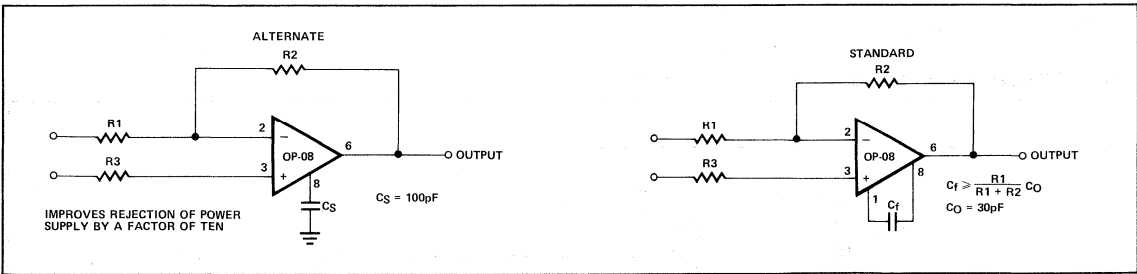 ALTERNATE
R2
R1
R3
2
−
3
+
OP-08
6
8
OUTPUT
CS
CS = 100pF
IMPROVES REJECTION OF POWER
SUPPLY BY A FACTOR OF TEN
STANDARD
R2
R1
R3
2
−
3
+
OP-08
6
8
1
OUTPUT
Cf
Cf ⩾ R1
R1 + R2 CO
CO = 30pF